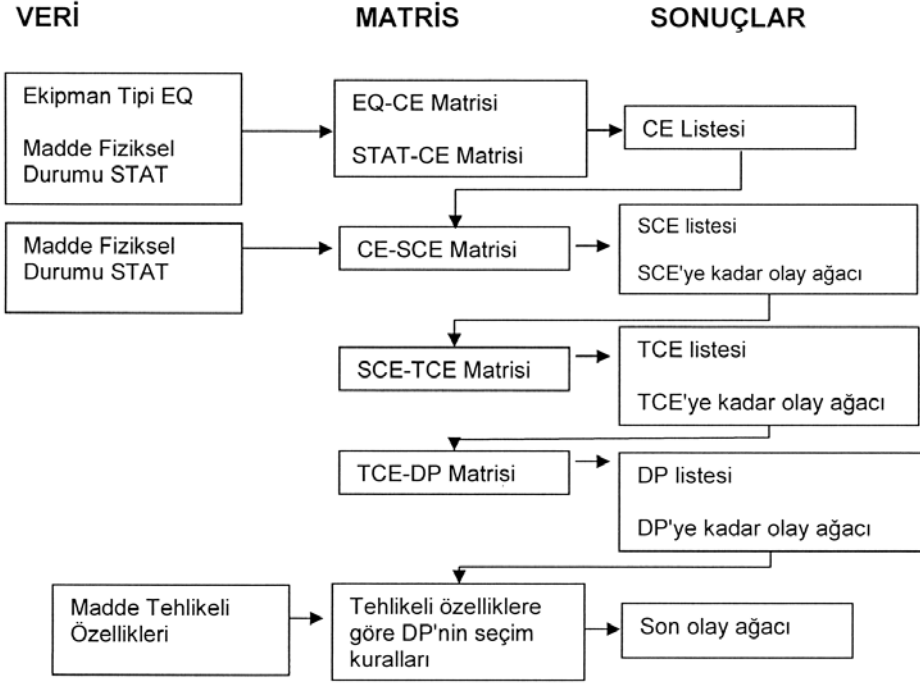 VERİ
MATRİS
SONUÇLAR
Ekipman Tipi EQ
Madde Fiziksel
Durumu STAT
EQ-CE Matrisi
STAT-CE Matrisi
CE Listesi
Madde Fiziksel
Durumu STAT
CE-SCE Matrisi
SCE listesi
SCE'ye kadar olay ağacı
SCE-TCE Matrisi
TCE listesi
TCE'ye kadar olay ağacı
TCE-DP Matrisi
DP listesi
DP'ye kadar olay ağacı
Madde Tehlikeli
Özellikleri
Tehlikeli özelliklere
göre DP'nin seçim
kuralları
Son olay ağacı